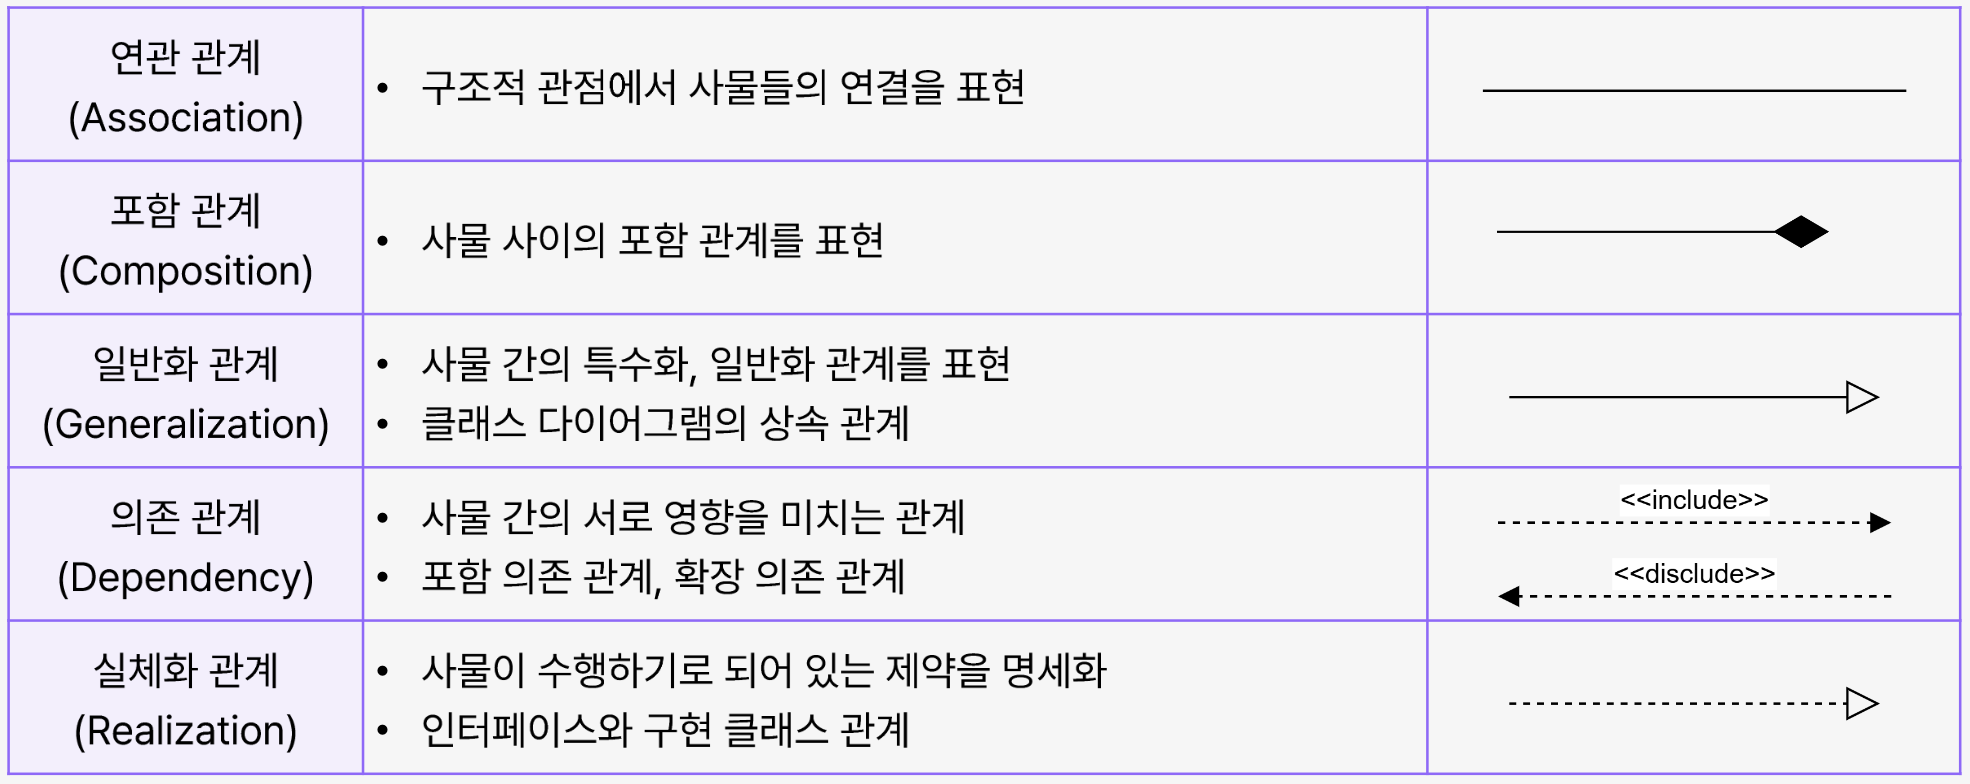 연관 관계
(Association)
• 구조적 관점에서 사물들의 연결을 표현
포함 관계
(Composition)
• 사물 사이의 포함 관계를 표현
일반화 관계
(Generalization)
• 사물 간의 특수화, 일반화 관계를 표현
• 클래스 다이어그램의 상속 관계
의존 관계
(Dependency)
• 사물 간의 서로 영향을 미치는 관계
• 포함 의존 관계, 확장 의존 관계
<<include>>
<<disclude>>
실체화 관계
(Realization)
• 사물이 수행하기로 되어 있는 제약을 명세화
• 인터페이스와 구현 클래스 관계